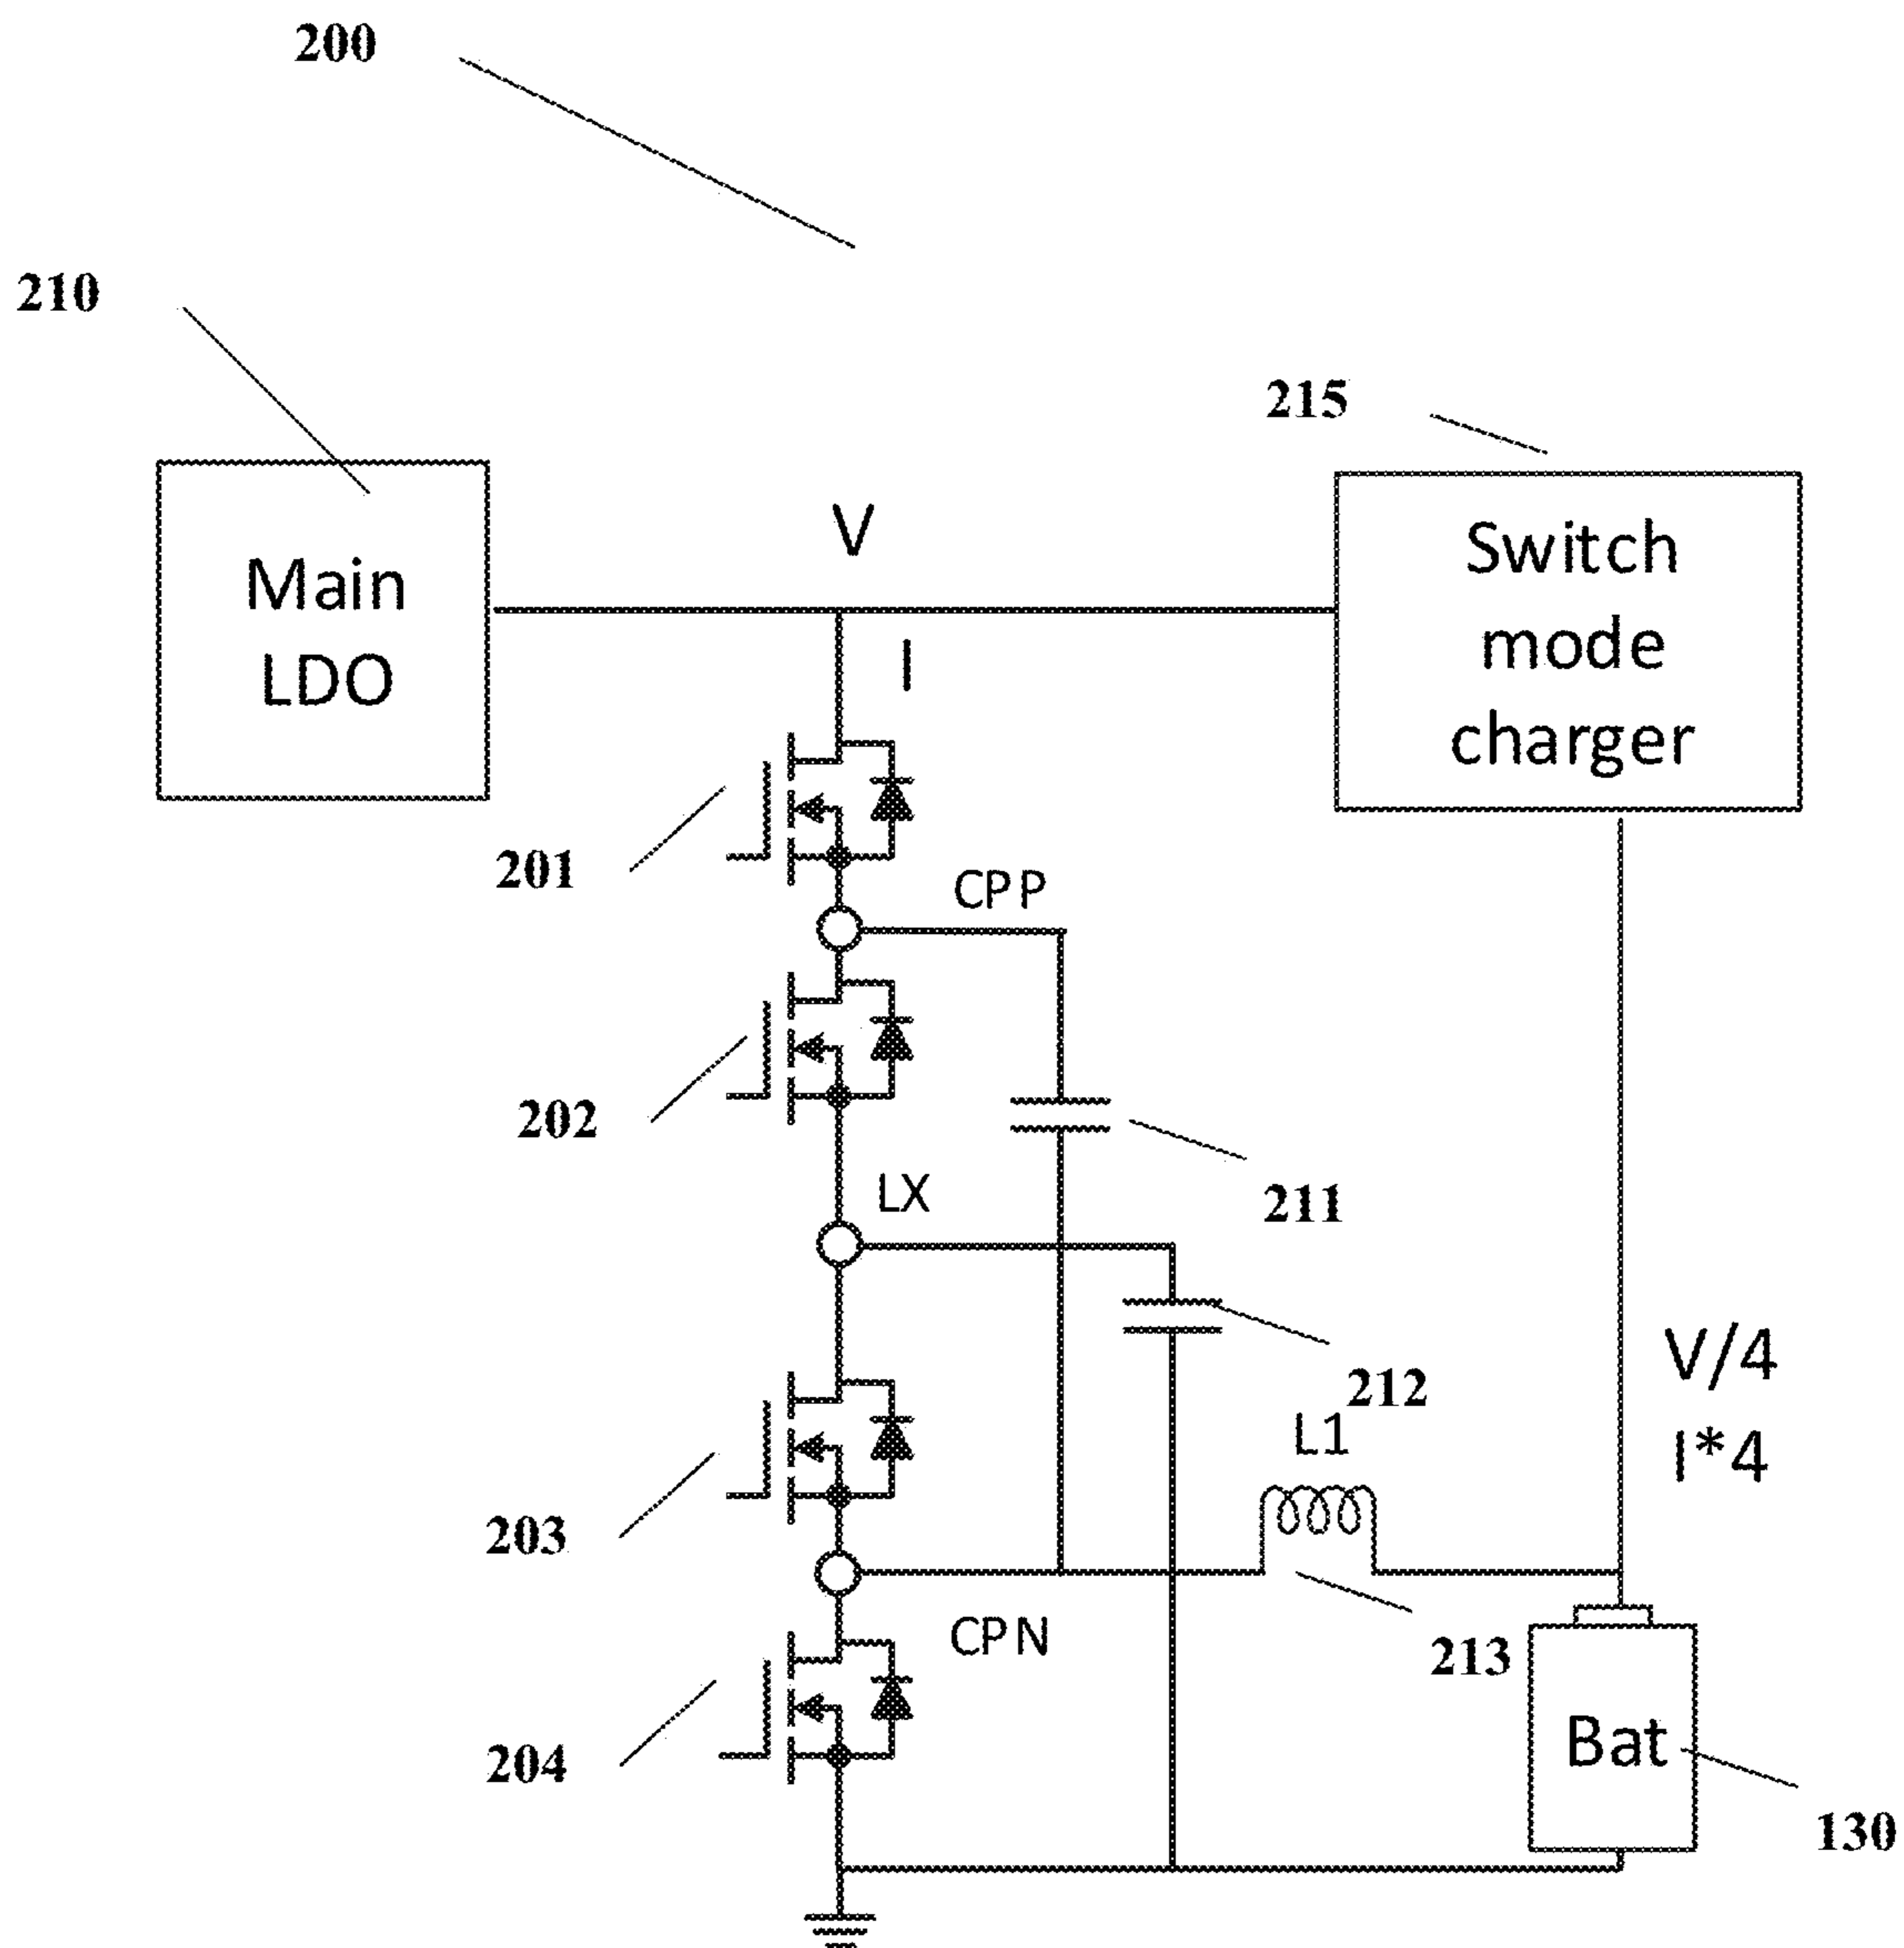 200
210
215
Main
LDO
V
I
Switch
mode
charger
201
CPP
202
211
LX
212
V/4
I*4
L1
203
CPN
213
204
Bat
130